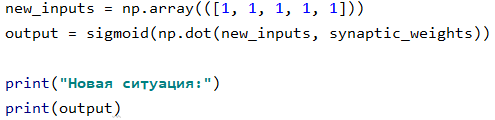 new_inputs = np.array(([1, 1, 1, 1, 1]))
output = sigmoid(np.dot(new_inputs, synaptic_weights))
print("Новая ситуация:")
print(output)